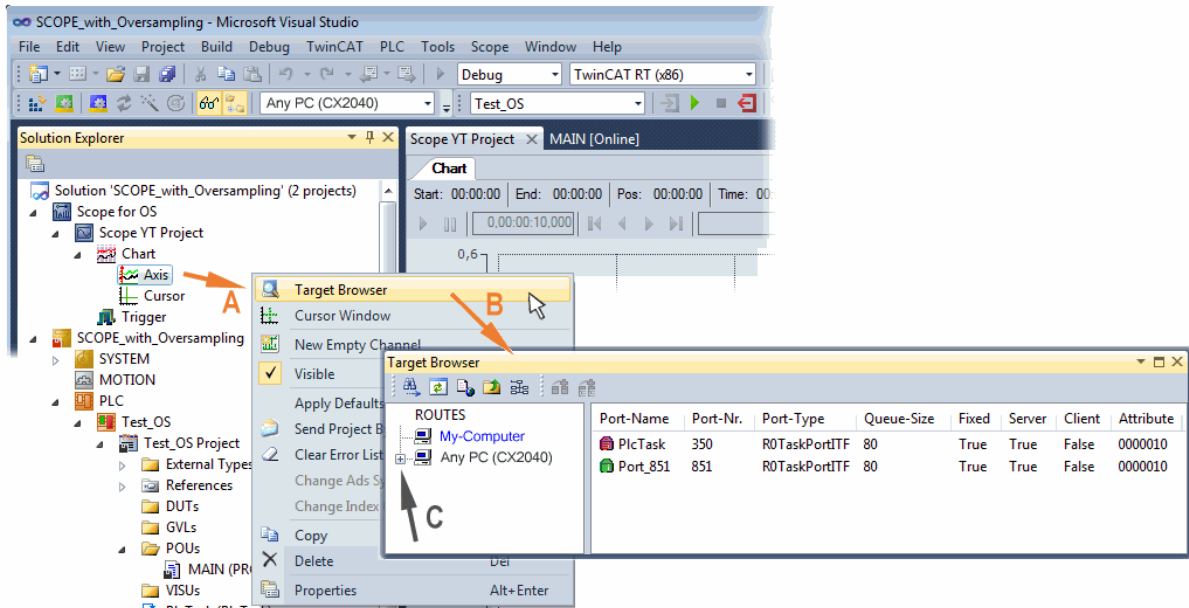 SCOPE_with_Oversampling - Microsoft Visual Studio
File Edit View Project Build Debug TwinCAT PLC Tools Scope Window Help
Debug TwinCAT RT (x86)
Any PC (CX2040) Test_OS
Solution Explorer
Scope YT Project MAIN [Online]
Chart
Solution 'SCOPE_with_Oversampling' (2 projects)
Start: 00:00:00 End: 00:00:00 Pos: 00:00:00 Time: 00
Scope for OS
0,00:00:10,000
Scope YT Project
Chart
0,6
Axis
A
Cursor
Trigger
SCOPE_with_Oversampling
SYSTEM
MOTION
PLC
Test_OS
Test_OS Project
External Types
References
DUTs
GVLs
POUs
MAIN (PR
VISUs
Target Browser
B
Cursor Window
New Empty Channel
Visible
Apply Defaults
Send Project B
Clear Error List
Change Ads Sy
Change Index
Copy
Delete Del
Properties Alt+Enter
Target Browser
ROUTES
My-Computer
Any PC (CX2040)
C
Port-Name Port-Nr. Port-Type Queue-Size Fixed Server Client Attribute
PlcTask 350 R0TaskPortITF 80 True True False 0000010
Port_851 851 R0TaskPortITF 80 True True False 0000010